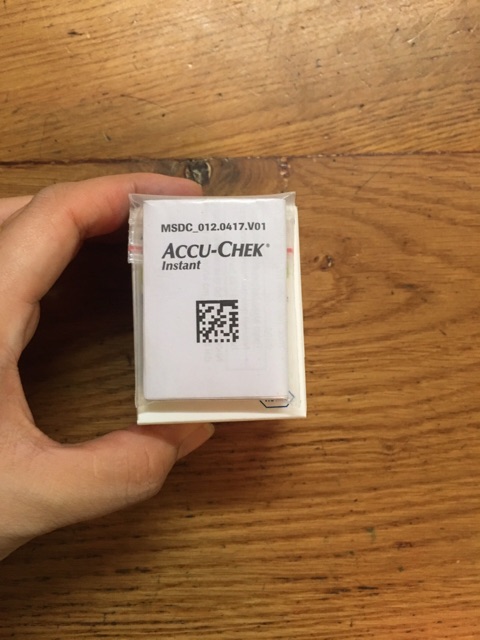 MSDC_012.0417.V01
ACCU-CHEK®
Instant